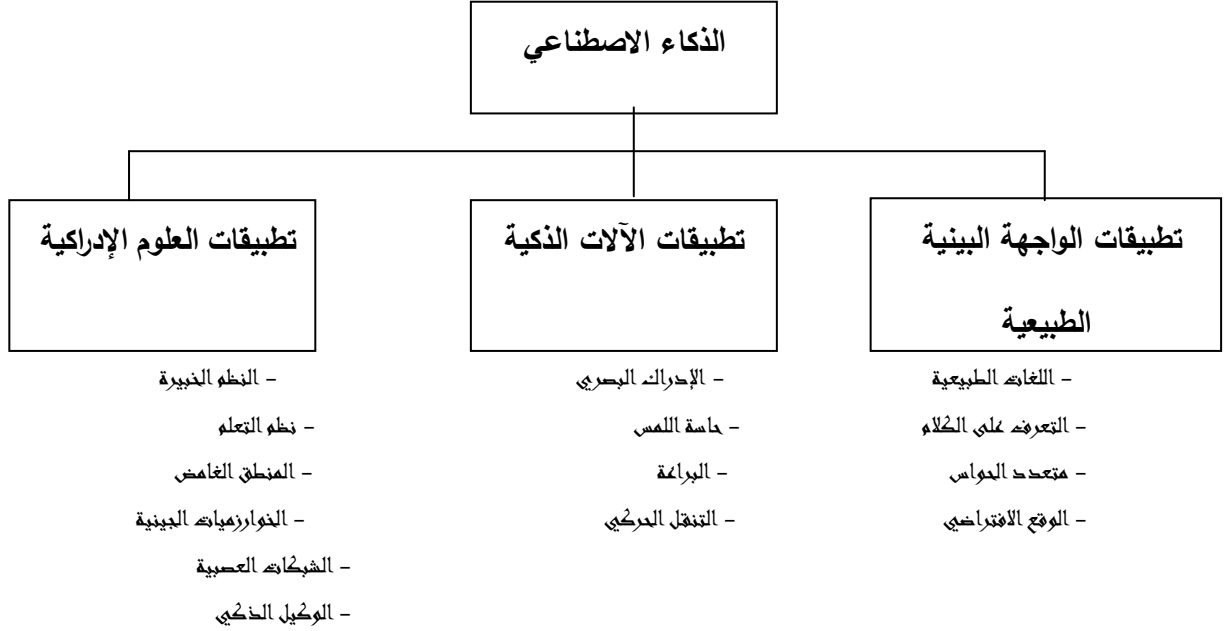 الذكاء الاصطناعي
تطبيقات الواجهة البينية
الطبيعية
- اللغات الطبيعية
- التعرف على الكلام
- متعدد الحواس
- الوقع الافتراضي
تطبيقات الآلات الذكية
- الإدراك البصري
- حاسة اللمس
- البراعة
- التنقل الحركي
تطبيقات العلوم الإدراكية
- النظم الخبيرة
- نظم التعلم
- المنطق الغامض
- الخوارزميات الجينية
- الشبكات العصبية
- الوكيل الذكي